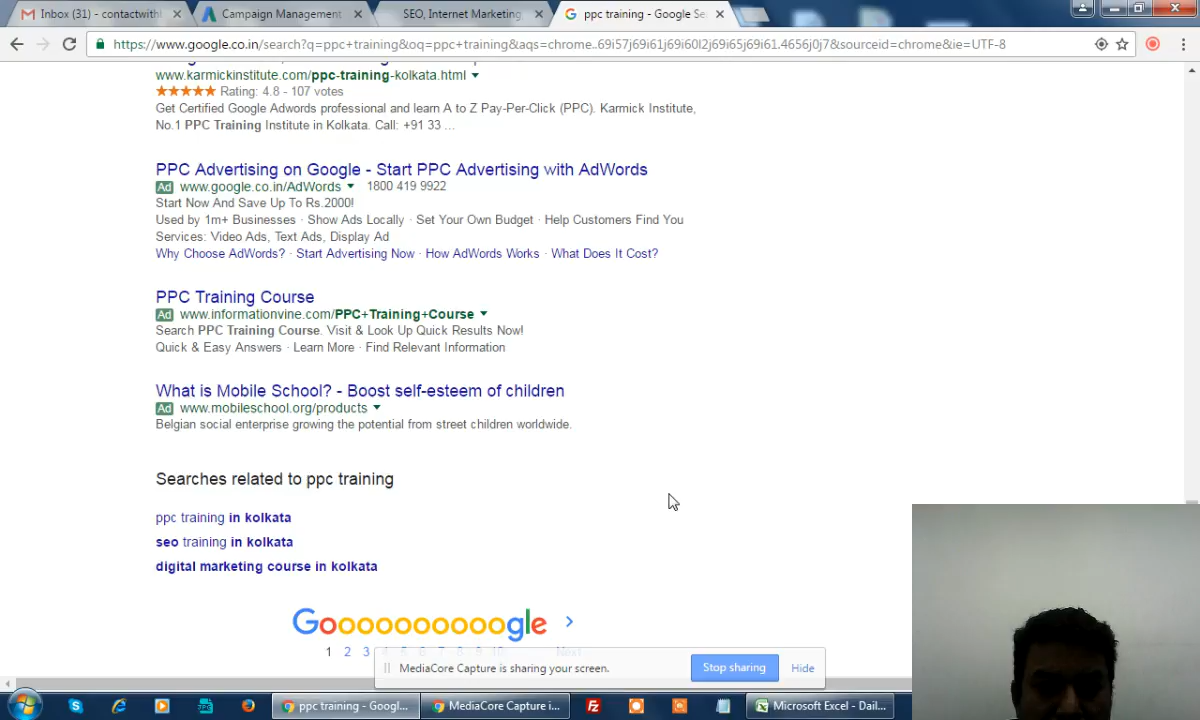 Inbox (31) - contactwithi
Campaign Management
SEO, Internet Marketing
ppc training - Google Se
https://www.google.co.in/search?q=ppc+training&oq=ppc+training&aqs=chrome..69i57j69i61j69i60l2j69i65j69i61.4656j0j7&sourceid=chrome&ie=UTF-8
www.karmickinstitute.com/ppc-training-kolkata.html
Rating: 4.8 - 107 votes
Get Certified Google Adwords professional and learn A to Z Pay-Per-Click (PPC). Karmick Institute,
No.1 PPC Training Institute in Kolkata. Call: +91 33 ...
PPC Advertising on Google - Start PPC Advertising with AdWords
Ad www.google.co.in/AdWords 1800 419 9922
Start Now And Save Up To Rs.2000!
Used by 1m+ Businesses · Show Ads Locally · Set Your Own Budget · Help Customers Find You
Services: Video Ads, Text Ads, Display Ad
Why Choose AdWords? · Start Advertising Now · How AdWords Works · What Does It Cost?
PPC Training Course
Ad www.informationvine.com/PPC+Training+Course
Search PPC Training Course. Visit & Look Up Quick Results Now!
Quick & Easy Answers · Learn More · Find Relevant Information
What is Mobile School? - Boost self-esteem of children
Ad www.mobileschool.org/products
Belgian social enterprise growing the potential from street children worldwide.
Searches related to ppc training
ppc training in kolkata
seo training in kolkata
digital marketing course in kolkata
Goooooooooogle
1 2 3 4 5 6 7 8 9 10 Next
MediaCore Capture is sharing your screen. Stop sharing Hide
ppc training - Googl...
MediaCore Capture i...
Microsoft Excel - Dail...